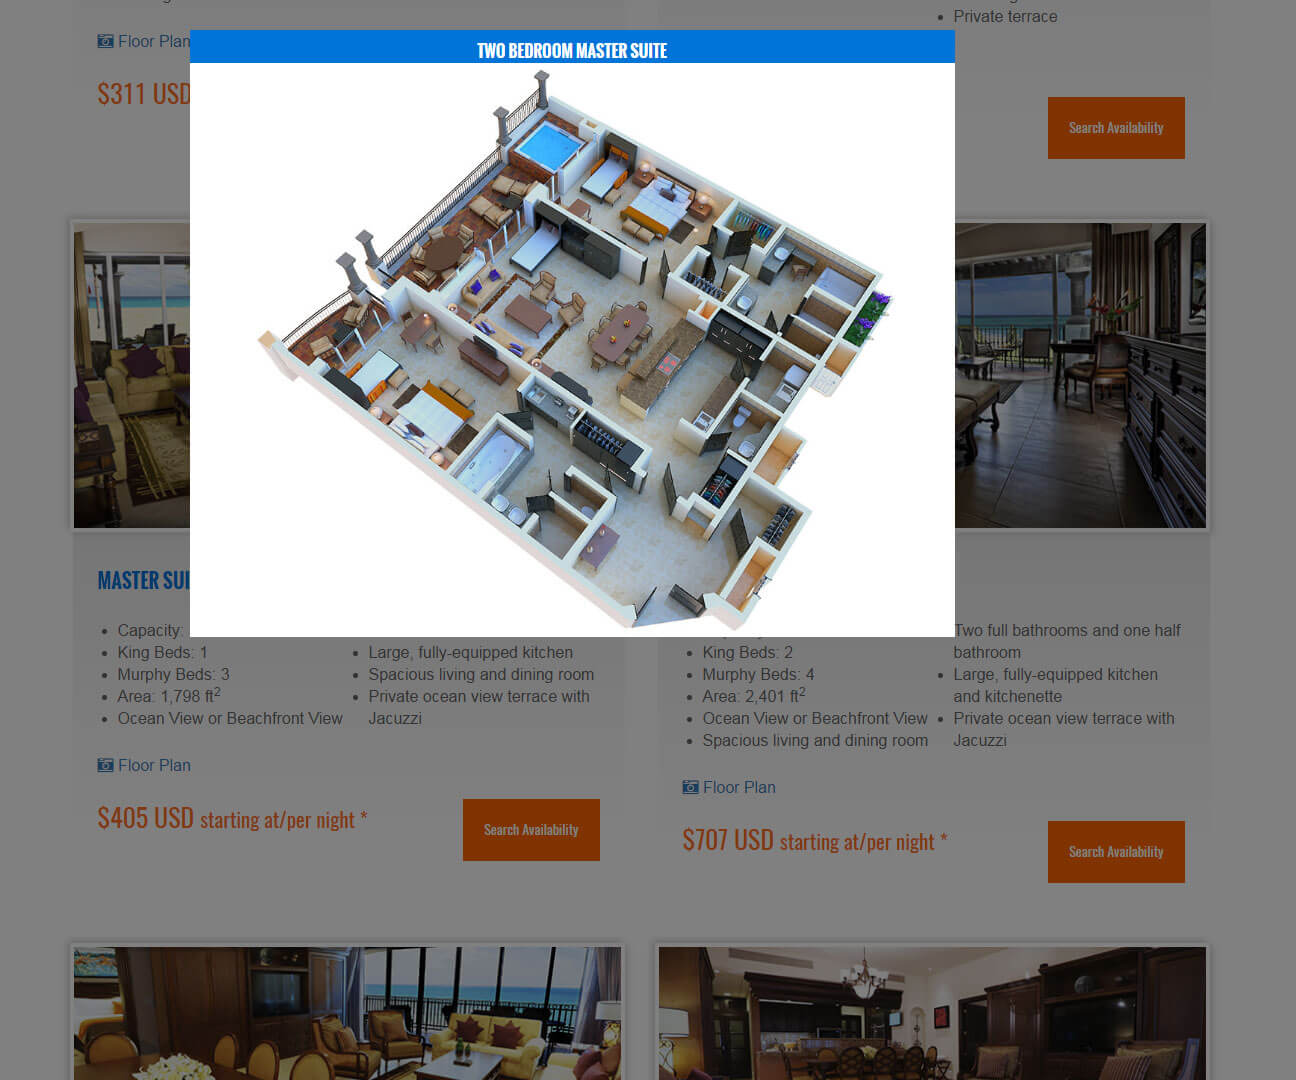 Private terrace
Floor Plan
TWO BEDROOM MASTER SUITE
$311 USD
Search Availability
MASTER SUI
Capacity:
King Beds: 1
Murphy Beds: 3
Area: 1,798 ft2
Ocean View or Beachfront View
Large, fully-equipped kitchen
Spacious living and dining room
Private ocean view terrace with
Jacuzzi
Floor Plan
$405 USD starting at/per night *
Search Availability
King Beds: 2
Murphy Beds: 4
Area: 2,401 ft2
Ocean View or Beachfront View
Spacious living and dining room
Two full bathrooms and one half
bathroom
Large, fully-equipped kitchen
and kitchenette
Private ocean view terrace with
Jacuzzi
Floor Plan
$707 USD starting at/per night *
Search Availability